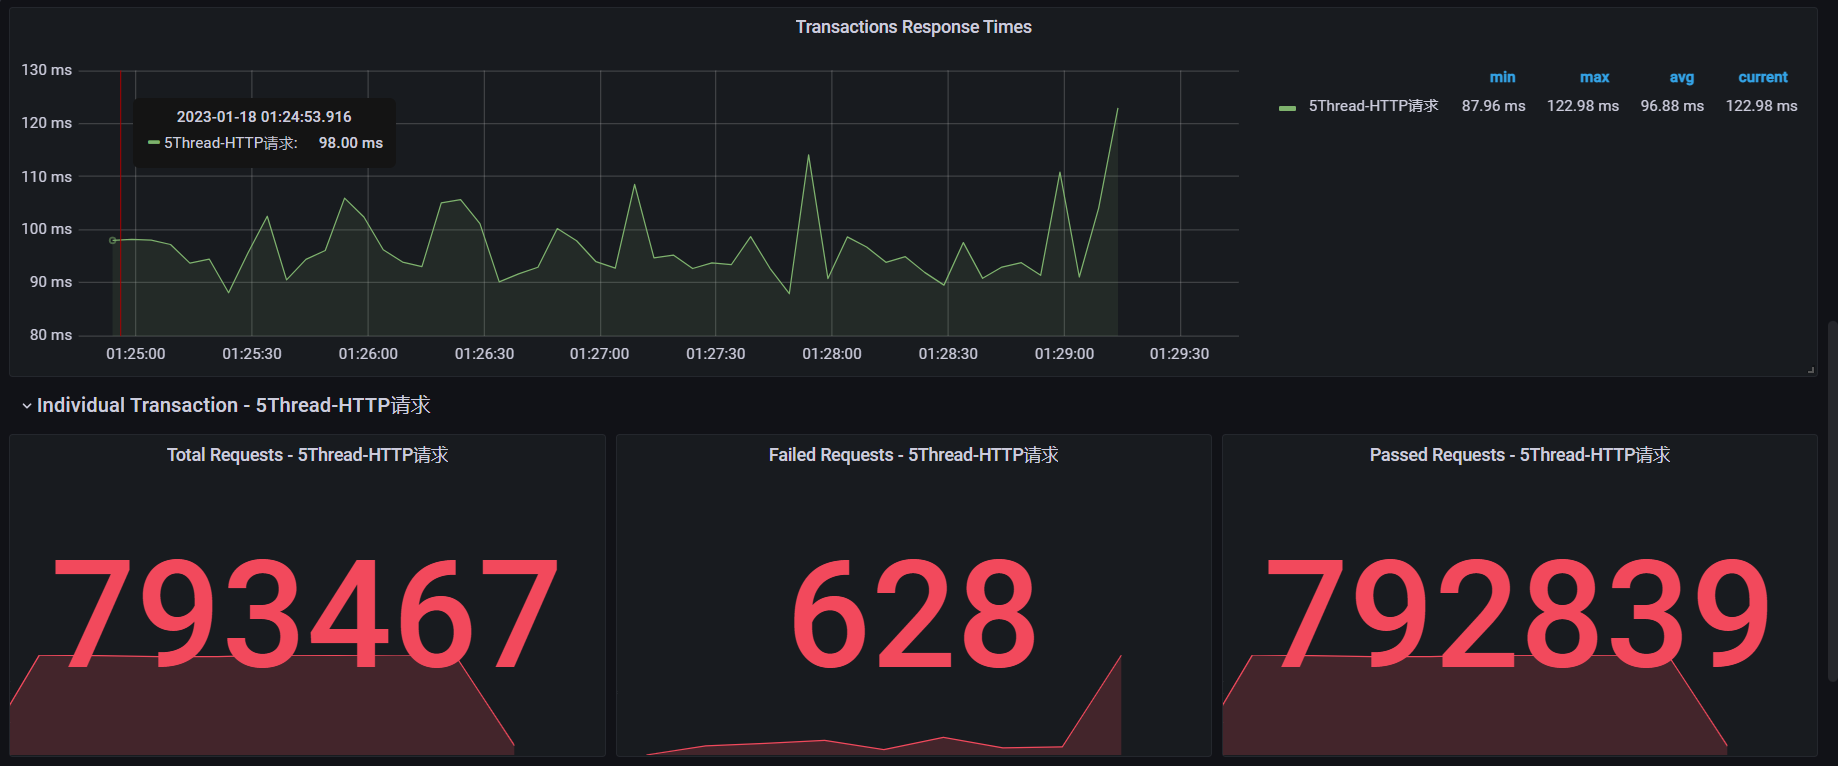 Transactions Response Times
130 ms
120 ms
110 ms
100 ms
90 ms
80 ms
2023-01-18 01:24:53.916
5Thread-HTTP请求: 98.00 ms
01:25:00 01:25:30 01:26:00 01:26:30 01:27:00 01:27:30 01:28:00 01:28:30 01:29:00 01:29:30
min max avg current
5Thread-HTTP请求 87.96 ms 122.98 ms 96.88 ms 122.98 ms
Individual Transaction - 5Thread-HTTP请求
Total Requests - 5Thread-HTTP请求
793467
Failed Requests - 5Thread-HTTP请求
628
Passed Requests - 5Thread-HTTP请求
792839